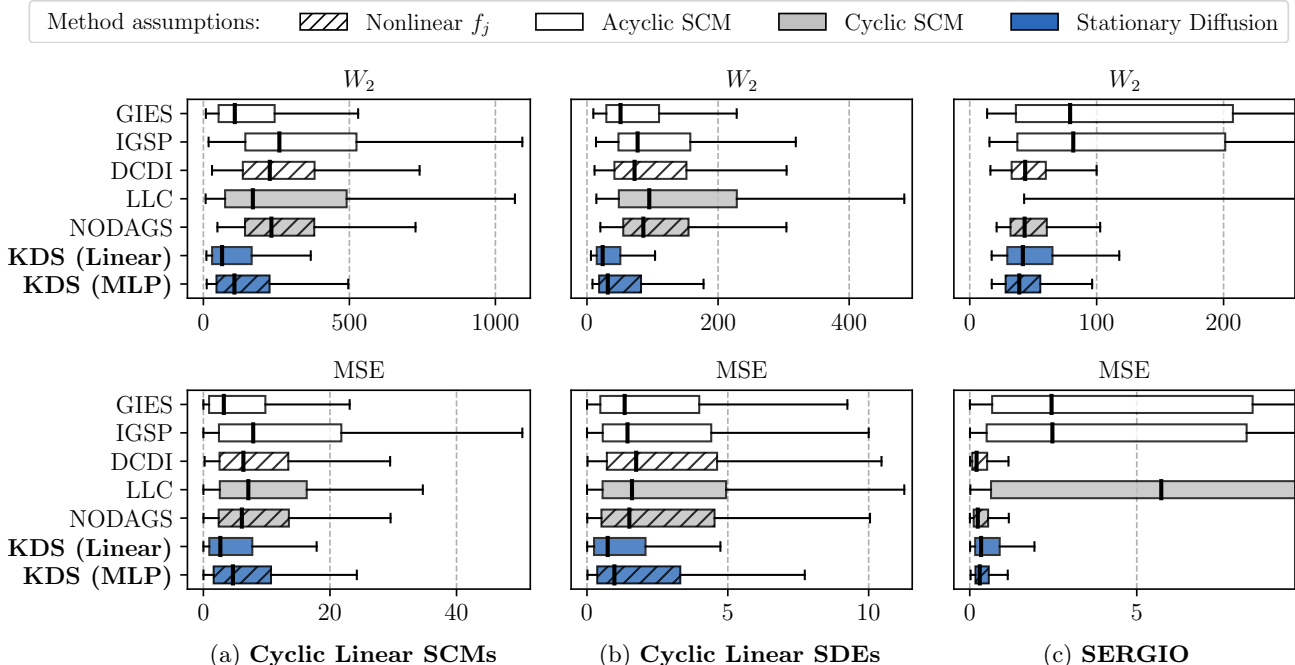 Method assumptions: Nonlinear f_j Acyclic SCM Cyclic SCM Stationary Diffusion
W_2 W_2 W_2
GIES
IGSP
DCDI
LLC
NODAGS
KDS (Linear)
KDS (MLP)
0 500 1000 0 200 400 0 100 200
MSE MSE MSE
GIES
IGSP
DCDI
LLC
NODAGS
KDS (Linear)
KDS (MLP)
0 20 40 0 5 10 0 5
(a) Cyclic Linear SCMs (b) Cyclic Linear SDEs (c) SERGIO